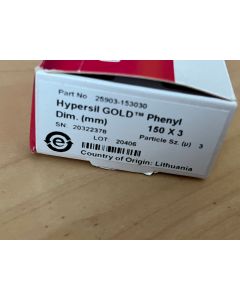 Part No 25903-153030
Hypersil GOLD™ Phenyl
Dim. (mm) 150 X 3
SN: 20322378 Particle Sz. (µ) 3
LOT 20406
Country of Origin: Lithuania